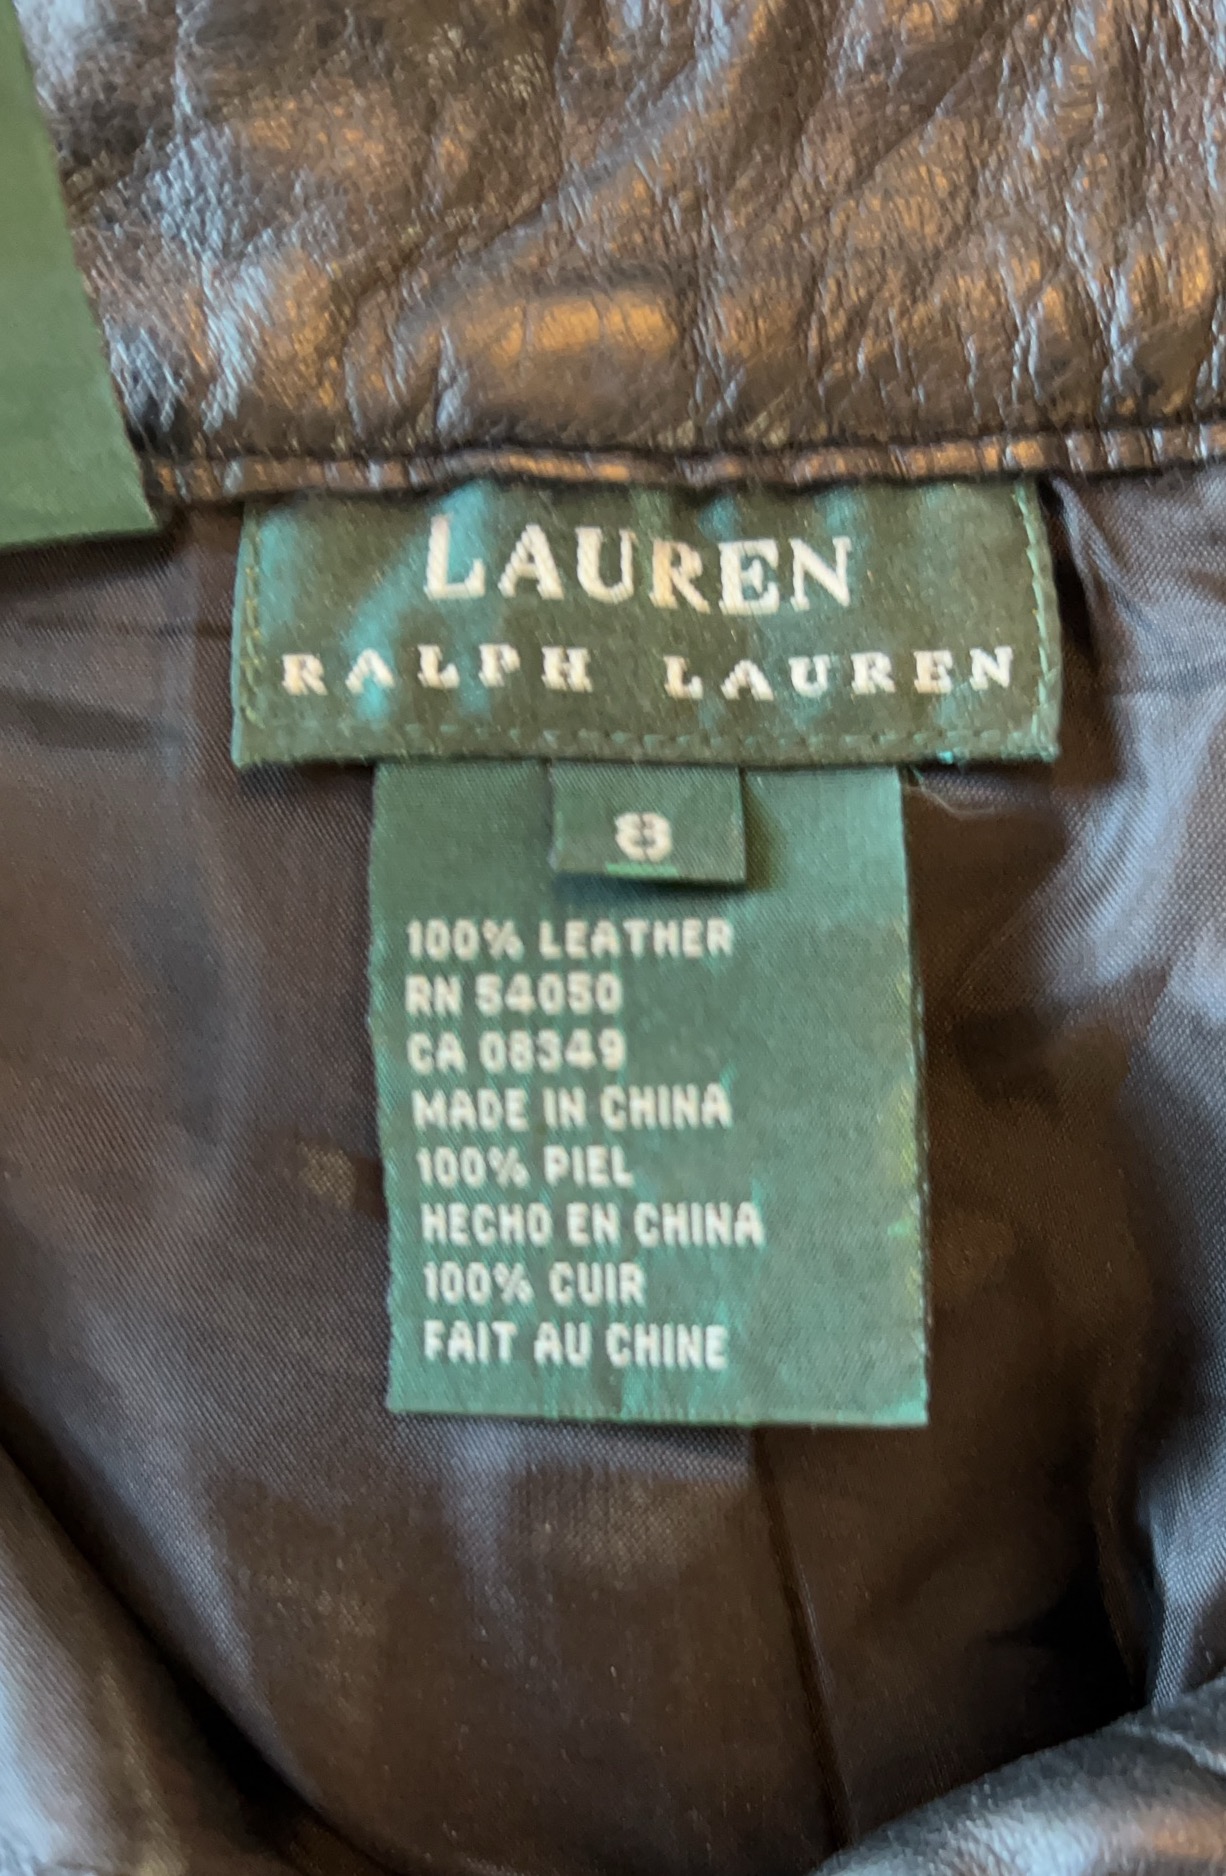 LAUREN
RALPH LAUREN
8
100% LEATHER
RN 54050
CA 08349
MADE IN CHINA
100% PIEL
HECHO EN CHINA
100% CUIR
FAIT AU CHINE